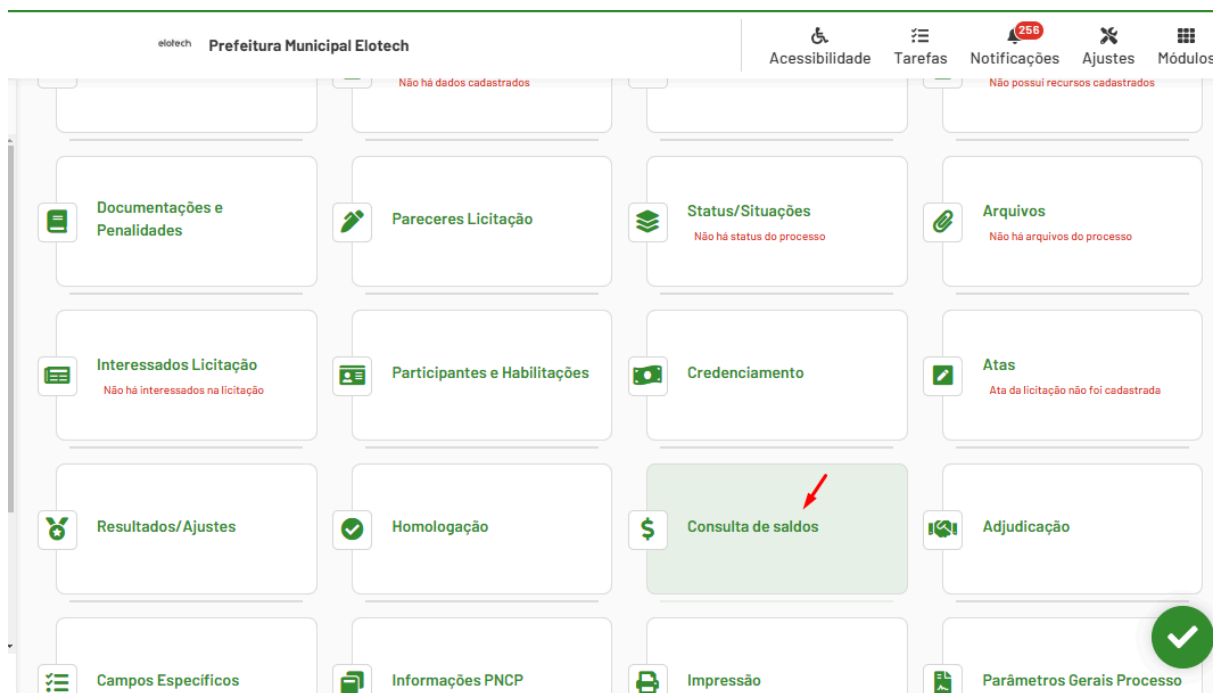 elotech Prefeitura Municipal Elotech
256
Acessibilidade Tarefas Notificações Ajustes Módulos
Não há dados cadastrados
Não possui recursos cadastrados
Documentações e
Penalidades
Pareceres Licitação
Status/Situações
Não há status do processo
Arquivos
Não há arquivos do processo
Interessados Licitação
Não há interessados na licitação
Participantes e Habilitações
Credenciamento
Atas
Ata da licitação não foi cadastrada
Resultados/Ajustes
Homologação
Consulta de saldos
Adjudicação
Campos Específicos
Informações PNCP
Impressão
Parâmetros Gerais Processo